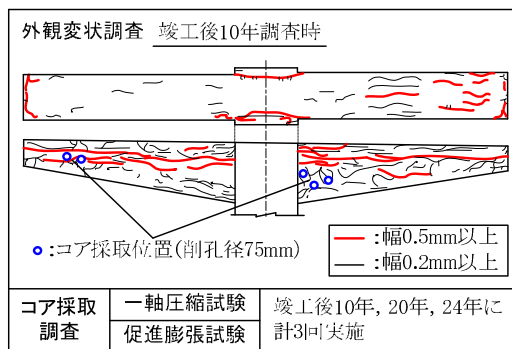 外観変状調査 竣工後10年調査時
:コア採取位置(削孔径75mm)
:幅0.5mm以上
:幅0.2mm以上
コア採取
調査
一軸圧縮試験
促進膨張試験
竣工後10年, 20年, 24年に
計3回実施